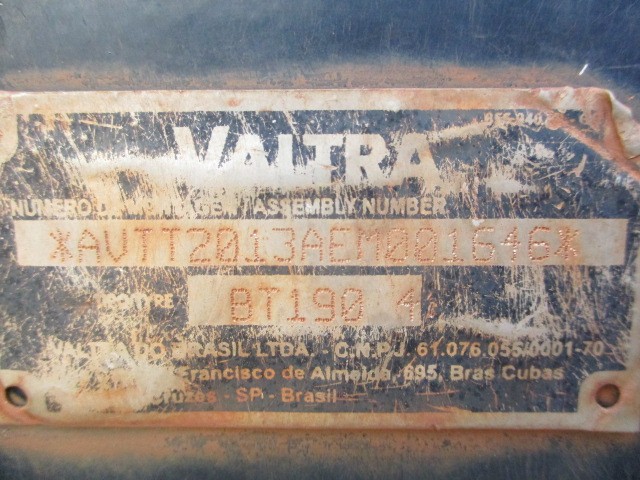 VALTRA
NUMERO DE MONTAGEM / ASSEMBLY NUMBER
*AVTT2013AEM001646*
BT190 4
VALTRA DO BRASIL LTDA. - C.N.P.J. 61.076.055/0001-70
Francisco de Almeida, 695, Bras Cubas
Cruzes - SP - Brasil